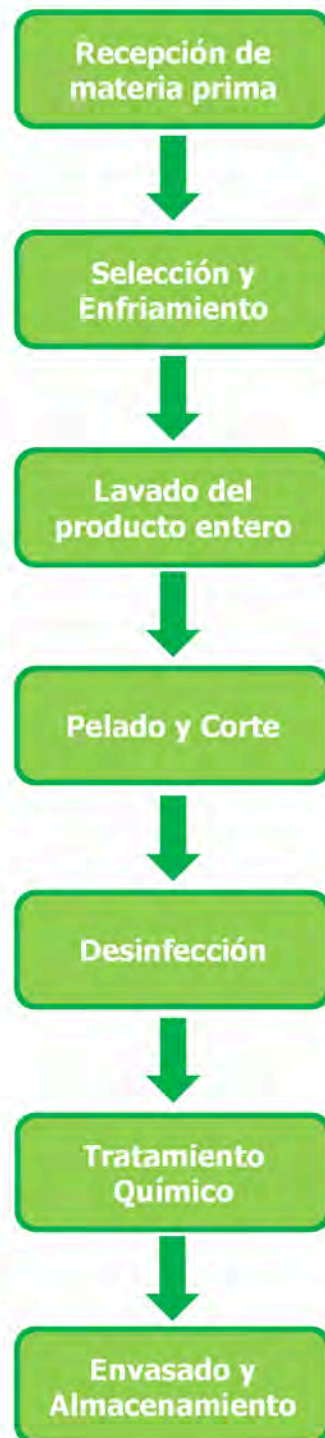 Recepción de
materia prima
Selección y
Enfriamiento
Lavado del
producto entero
Pelado y Corte
Desinfección
Tratamiento
Químico
Envasado y
Almacenamiento